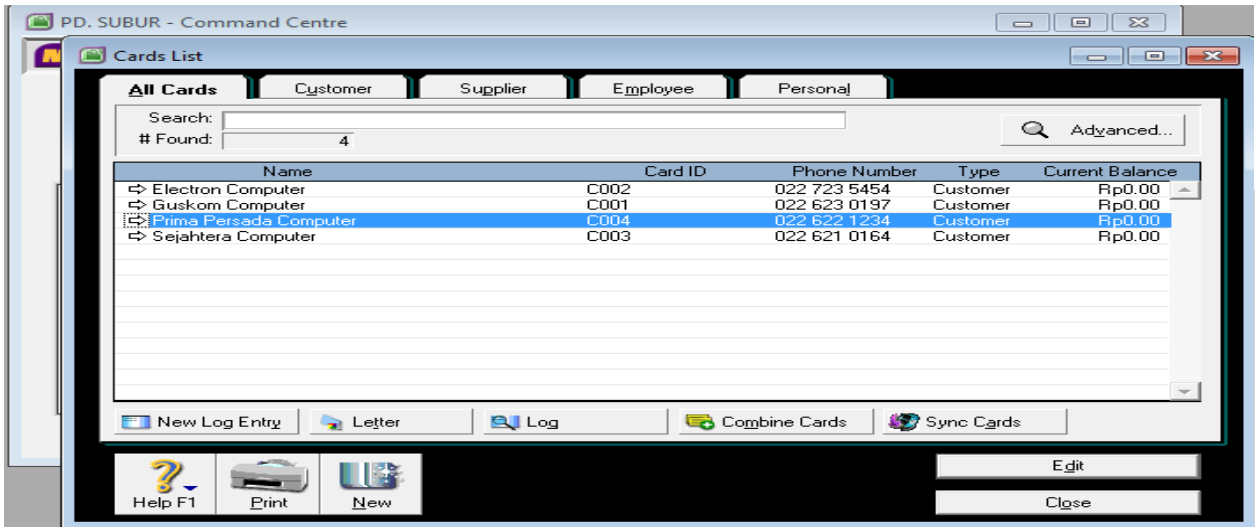 PD. SUBUR - Command Centre
Cards List
All Cards Customer Supplier Employee Personal
Search:
# Found: 4
Advanced...
Name Card ID Phone Number Type Current Balance
Electron Computer C002 022 723 5454 Customer Rp0.00
Guskom Computer C001 022 623 0197 Customer Rp0.00
Prima Persada Computer C004 022 622 1234 Customer Rp0.00
Sejahtera Computer C003 022 621 0164 Customer Rp0.00
New Log Entry Letter Log Combine Cards Sync Cards
Edit
Help F1 Print New
Close